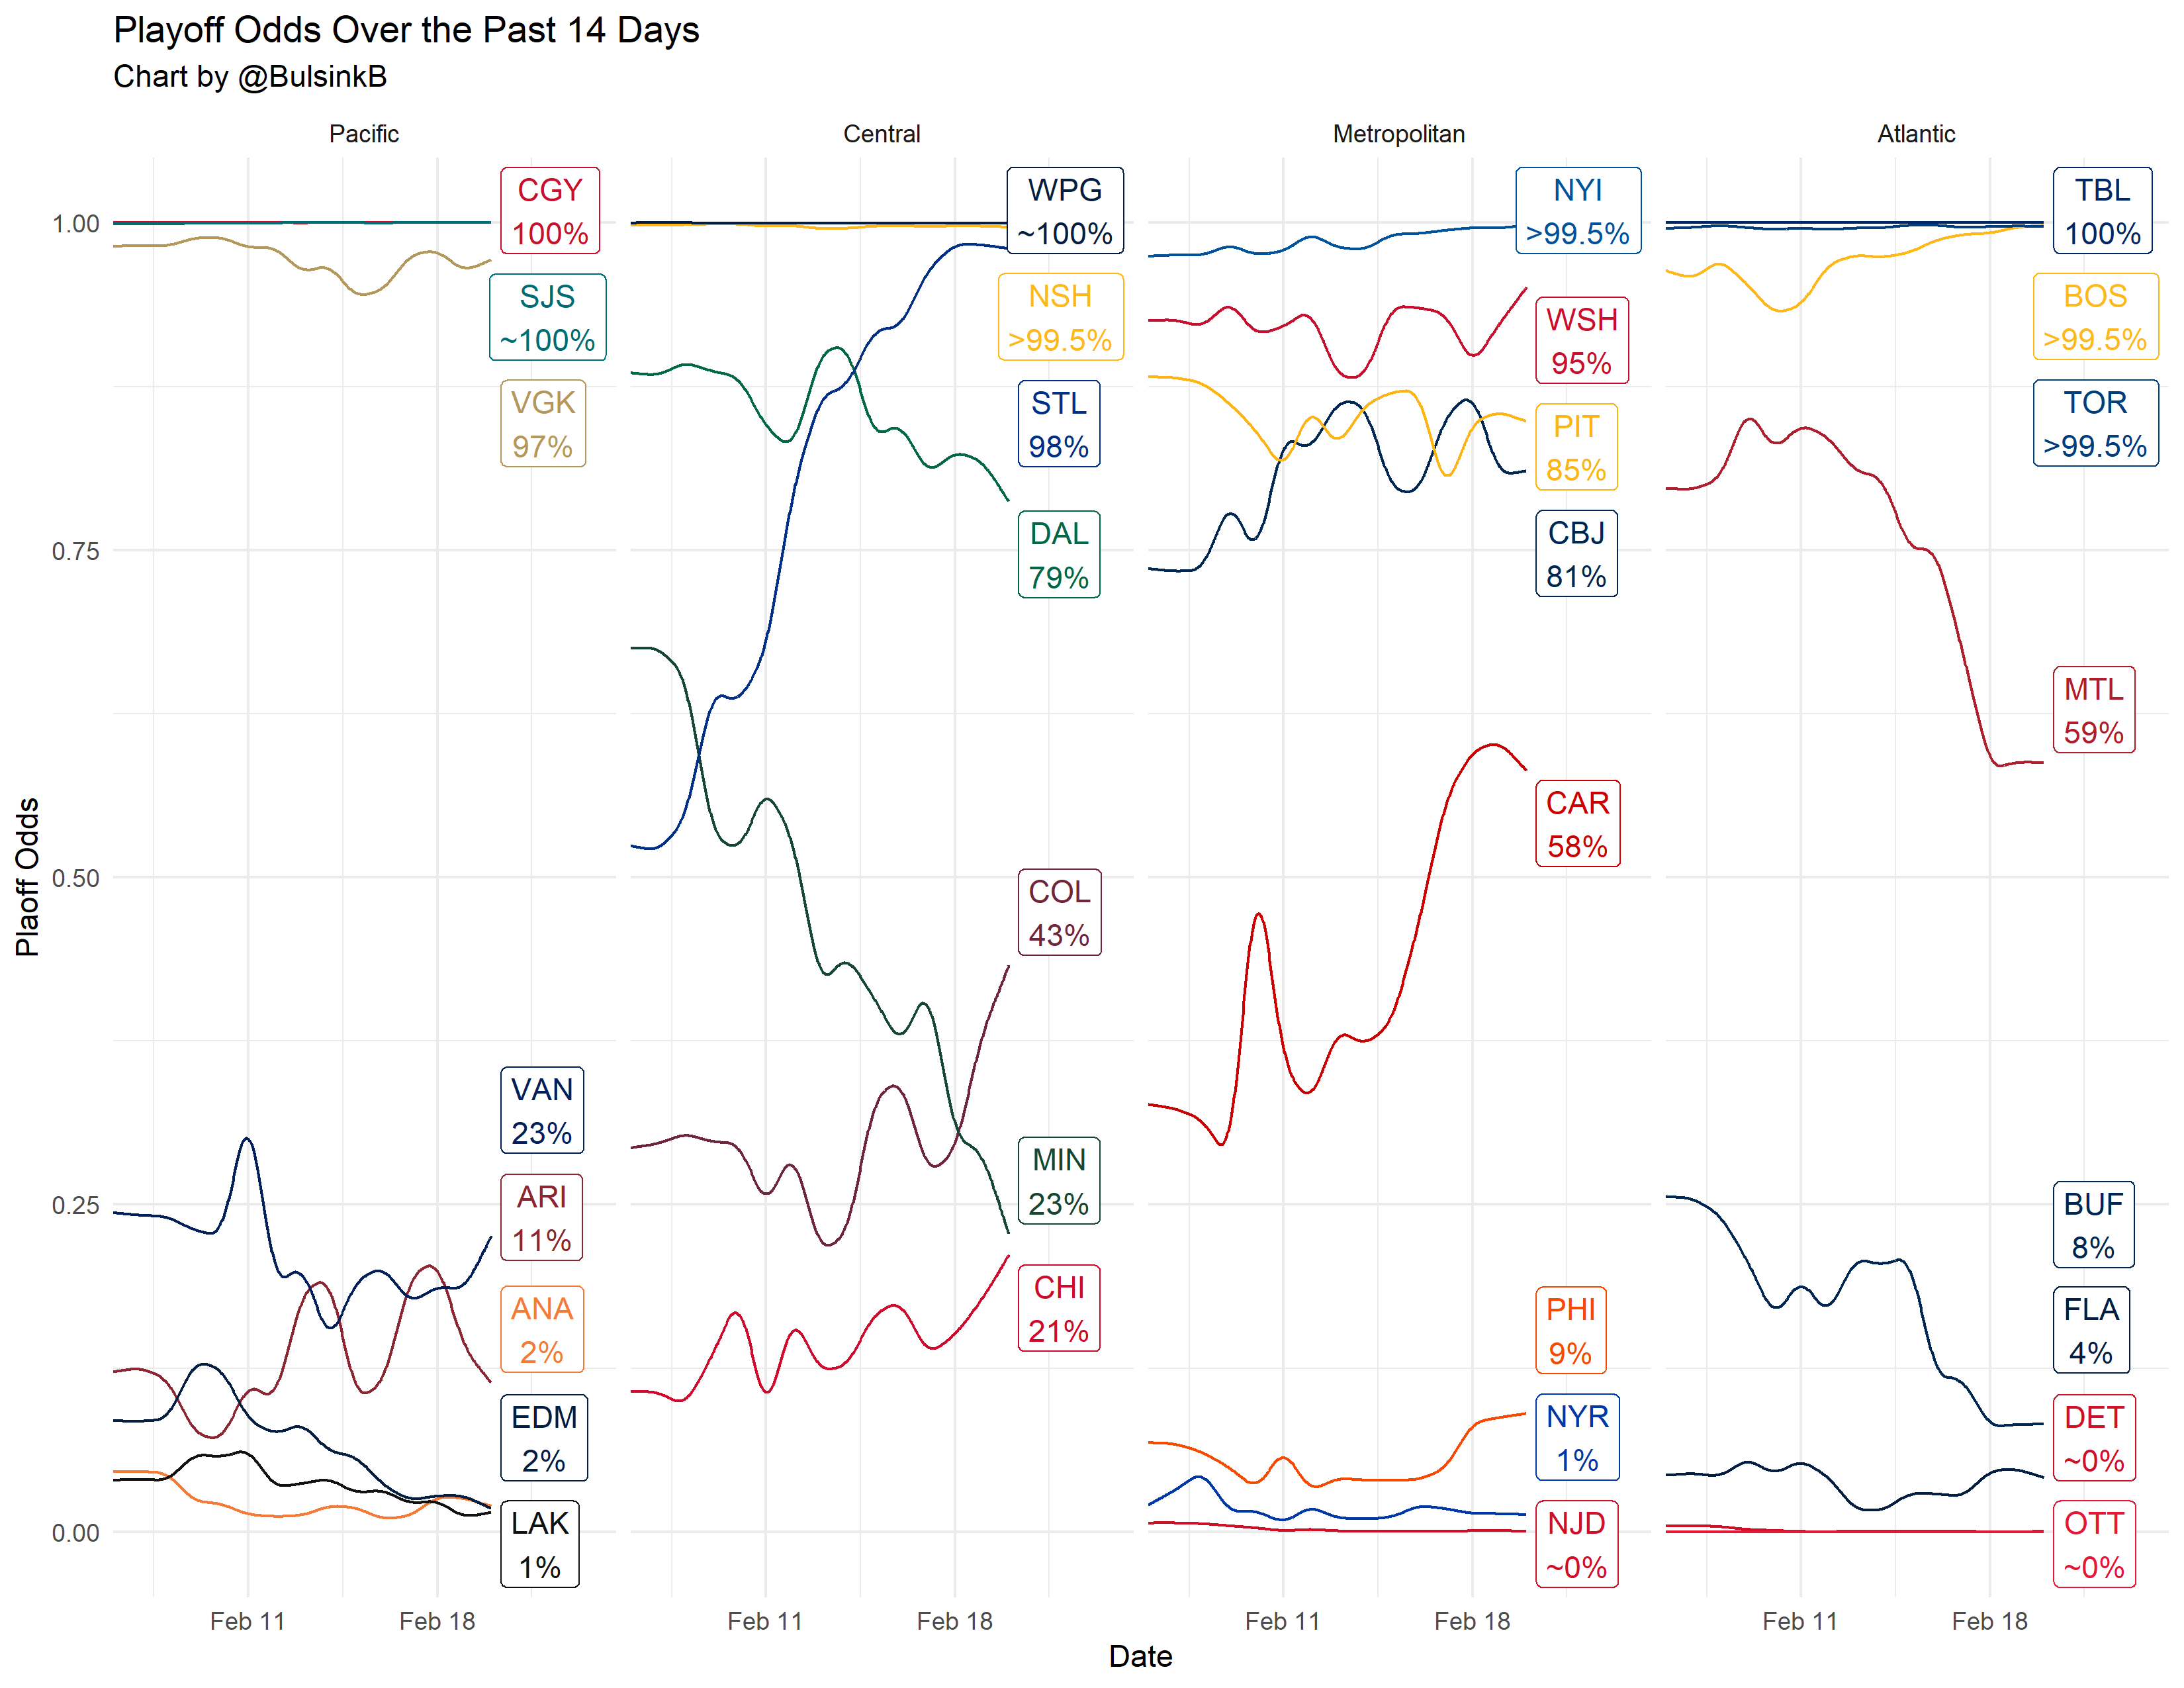 Playoff Odds Over the Past 14 Days
Chart by @BulsinkB
Pacific
Central
Metropolitan
Atlantic
Plaoff Odds
1.00
0.75
0.50
0.25
0.00
CGY
100%
SJS
~100%
VGK
97%
VAN
23%
ARI
11%
ANA
2%
EDM
2%
LAK
1%
WPG
~100%
NSH
>99.5%
STL
98%
DAL
79%
COL
43%
MIN
23%
CHI
21%
NYI
>99.5%
WSH
95%
PIT
85%
CBJ
81%
CAR
58%
PHI
9%
NYR
1%
NJD
~0%
TBL
100%
BOS
>99.5%
TOR
>99.5%
MTL
59%
BUF
8%
FLA
4%
DET
~0%
OTT
~0%
Feb 11
Feb 18
Feb 11
Feb 18
Feb 11
Feb 18
Feb 11
Feb 18
Date